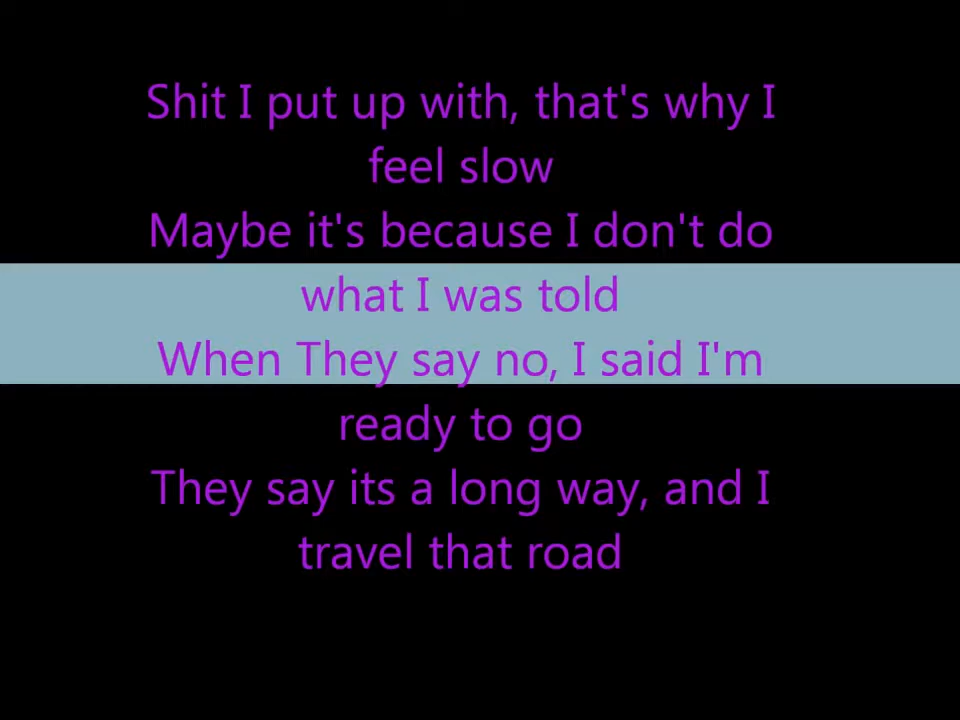 Shit I put up with, that's why I
feel slow
Maybe it's because I don't do
what I was told
When They say no, I said I'm
ready to go
They say its a long way, and I
travel that road